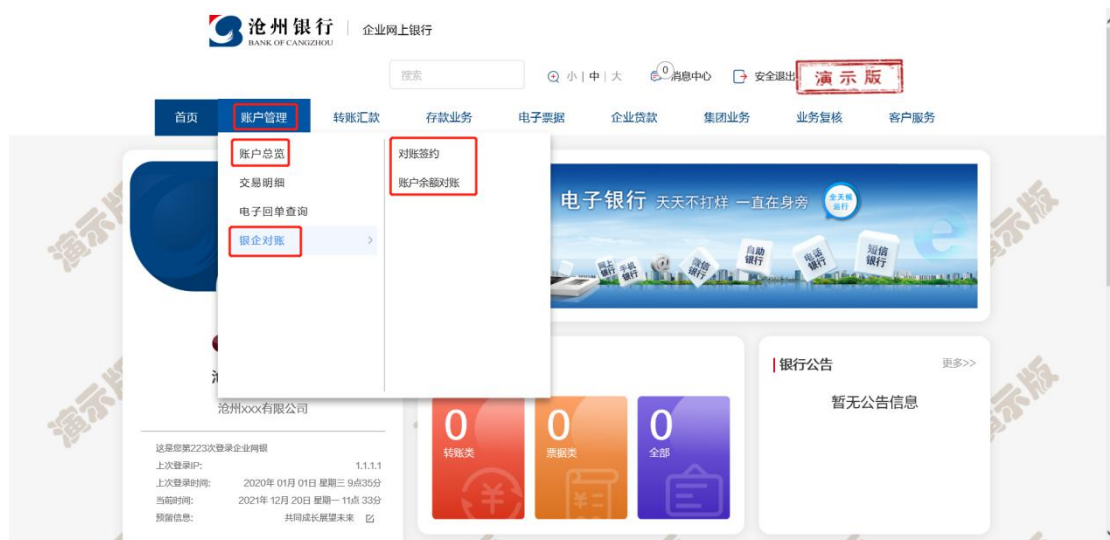 沧州银行 企业网上银行
BANK OF CANGZHOU
搜索 小 | 中 | 大 0 消息中心 安全退出 演示版
首页 账户管理 转账汇款 存款业务 电子票据 企业贷款 集团业务 业务复核 客户服务
账户总览
交易明细
电子回单查询
银企对账 >
对账签约
账户余额对账
电子银行 天天不打烊 一直在身旁 全天候运行
网上银行 手机银行 微信银行 自助银行 电话银行 短信银行
演示版
演示版
沧州xxx有限公司
这是您第223次登录企业网银
上次登录IP: 1.1.1.1
上次登录时间: 2020年 01月 01日 星期三 9点35分
当前时间: 2021年 12月 20日 星期一 11点 33分
预留信息: 共同成长展望未来
0 转账类
0 票据类
0 全部
银行公告 更多>>
暂无公告信息
演示版
演示版